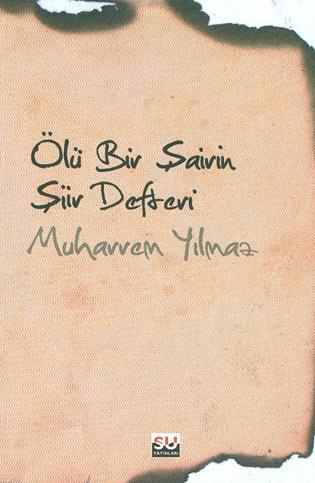 Ölü Bir Şairin
Şiir Defteri
Muharrem Yılmaz
SU
YAYINLARI